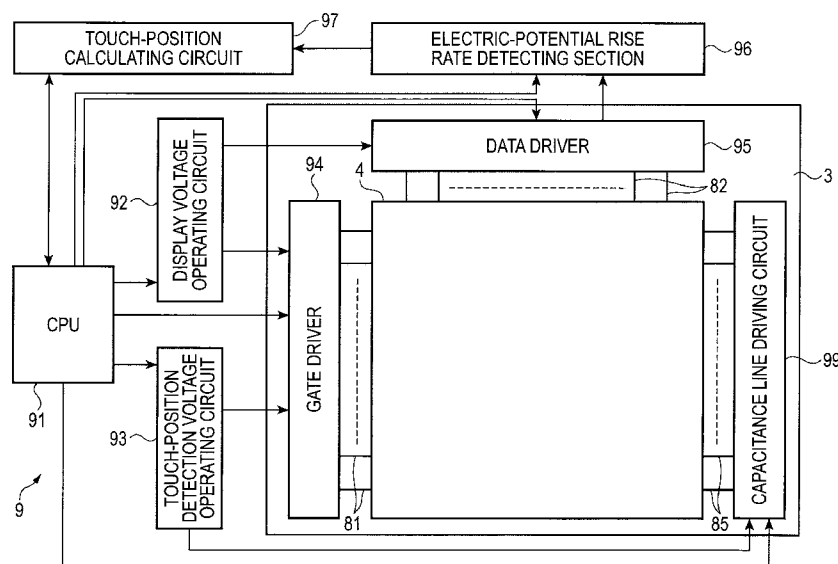 97
TOUCH-POSITION
CALCULATING CIRCUIT
ELECTRIC-POTENTIAL RISE
RATE DETECTING SECTION
96
DATA DRIVER
95
3
92
DISPLAY VOLTAGE
OPERATING CIRCUIT
94
4
82
GATE DRIVER
CAPACITANCE LINE DRIVING CIRCUIT
99
CPU
91
93
TOUCH-POSITION
DETECTION VOLTAGE
OPERATING CIRCUIT
9
81
85